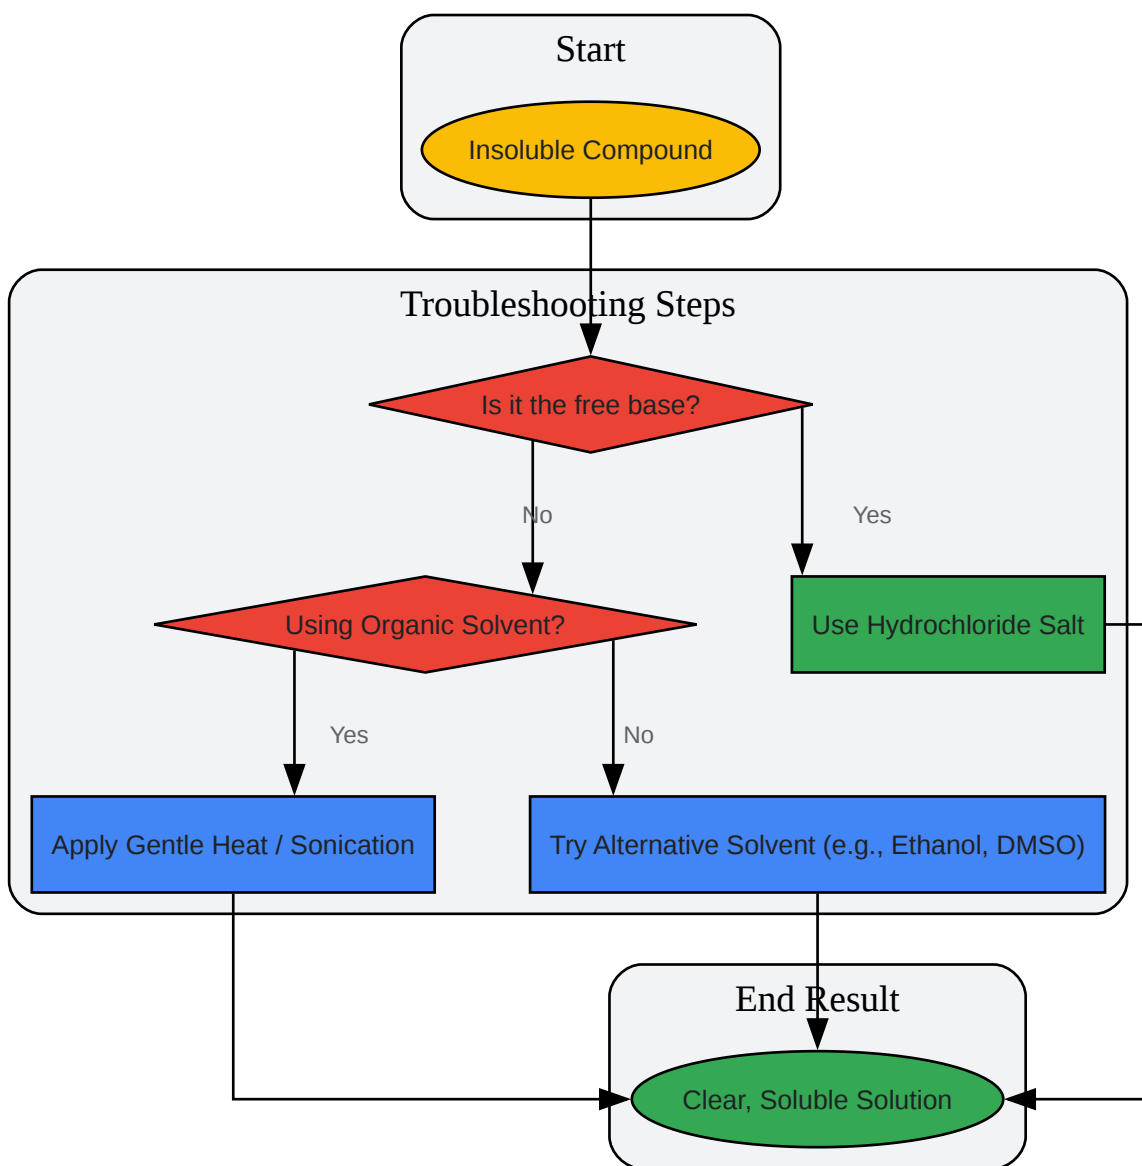 Start
Insoluble Compound
Troubleshooting Steps
Is it the free base?
No
Yes
Using Organic Solvent?
Use Hydrochloride Salt
Yes
No
Apply Gentle Heat / Sonication
Try Alternative Solvent (e.g., Ethanol, DMSO)
End Result
Clear, Soluble Solution